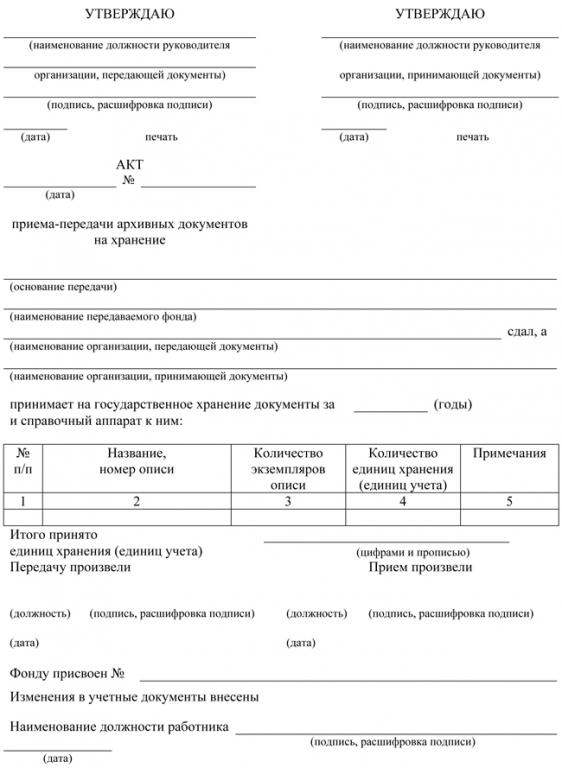 УТВЕРЖДАЮ УТВЕРЖДАЮ
(наименование должности руководителя (наименование должности руководителя
организации, передающей документы) организации, принимающей документы)
(подпись, расшифровка подписи) (подпись, расшифровка подписи)
(дата) печать (дата) печать
АКТ
№
(дата)
приема-передачи архивных документов
на хранение
(основание передачи)
(наименование передаваемого фонда)
сдал, а
(наименование организации, передающей документы)
(наименование организации, принимающей документы)
принимает на государственное хранение документы за (годы)
и справочный аппарат к ним:
№ Название, Количество Количество Примечания
п/п номер описи экземпляров единиц хранения
описи (единиц учета)
1 2 3 4 5
Итого принято
единиц хранения (единиц учета) (цифрами и прописью)
Передачу произвели Прием произвели
(должность) (подпись, расшифровка подписи) (должность) (подпись, расшифровка подписи)
(дата) (дата)
Фонду присвоен №
Изменения в учетные документы внесены
Наименование должности работника
(подпись, расшифровка подписи)
(дата)